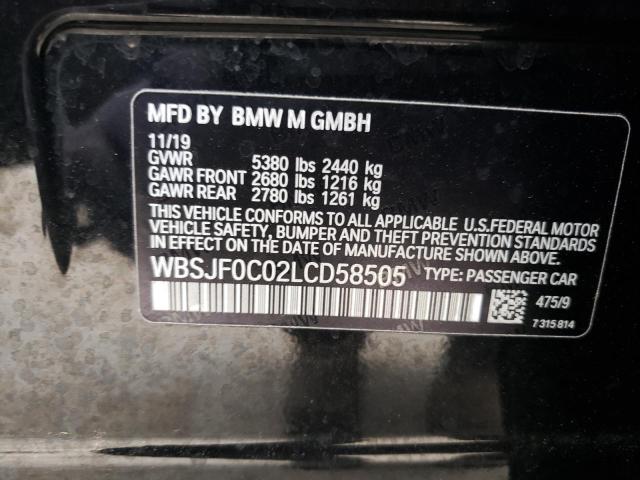 MFD BY BMW M GMBH
11/19
GVWR 5380 lbs 2440 kg
GAWR FRONT 2680 lbs 1216 kg
GAWR REAR 2780 lbs 1261 kg
THIS VEHICLE CONFORMS TO ALL APPLICABLE U.S.FEDERAL MOTOR
VEHICLE SAFETY, BUMPER AND THEFT PREVENTION STANDARDS
IN EFFECT ON THE DATE OF MANUFACTURE SHOWN ABOVE.
WBSJF0C02LCD58505 TYPE: PASSENGER CAR
475/9
7 315 814